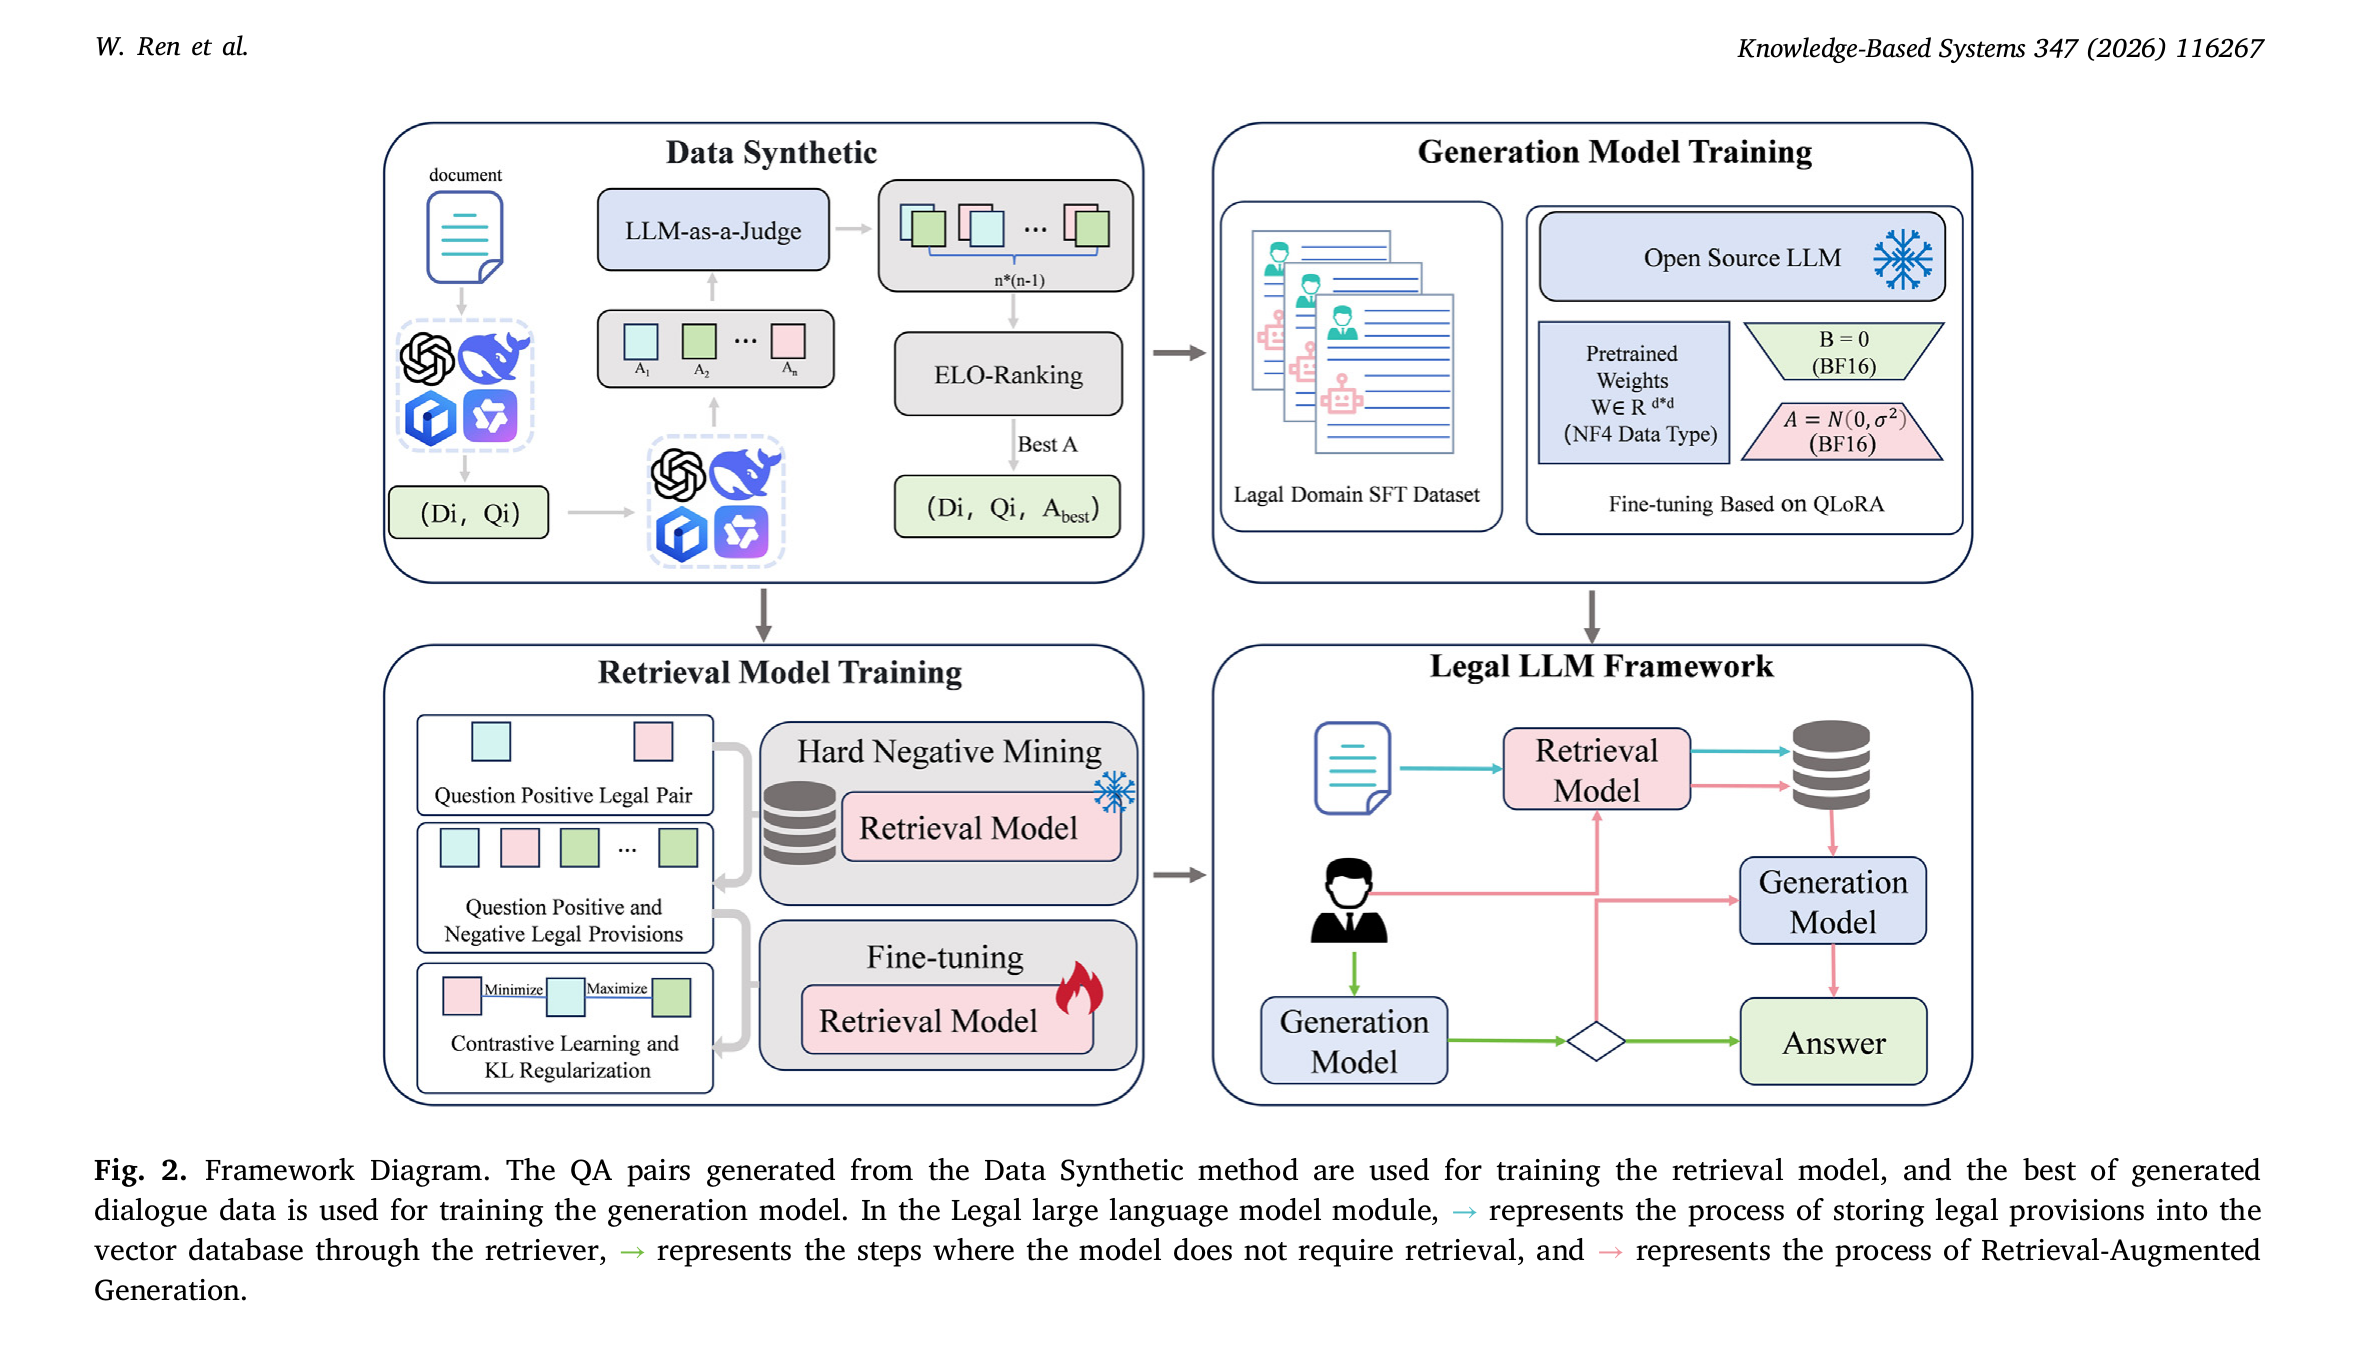 W. Ren et al.
Knowledge-Based Systems 347 (2026) 116267
Data Synthetic
document
(Di, Qi)
LLM-as-a-Judge
A1
A2
...
An
...
n*(n-1)
ELO-Ranking
Best A
(Di, Qi, Abest)
Generation Model Training
Lagal Domain SFT Dataset
Open Source LLM
Pretrained
Weights
W∈ R d*d
(NF4 Data Type)
B = 0
(BF16)
A = N(0, σ²)
(BF16)
Fine-tuning Based on QLoRA
Retrieval Model Training
Question Positive Legal Pair
...
Question Positive and
Negative Legal Provisions
Minimize
Maximize
Contrastive Learning and
KL Regularization
Hard Negative Mining
Retrieval Model
Fine-tuning
Retrieval Model
Legal LLM Framework
Retrieval
Model
Generation
Model
Generation
Model
Answer
Fig. 2. Framework Diagram. The QA pairs generated from the Data Synthetic method are used for training the retrieval model, and the best of generated
dialogue data is used for training the generation model. In the Legal large language model module, → represents the process of storing legal provisions into the
vector database through the retriever, → represents the steps where the model does not require retrieval, and → represents the process of Retrieval-Augmented
Generation.